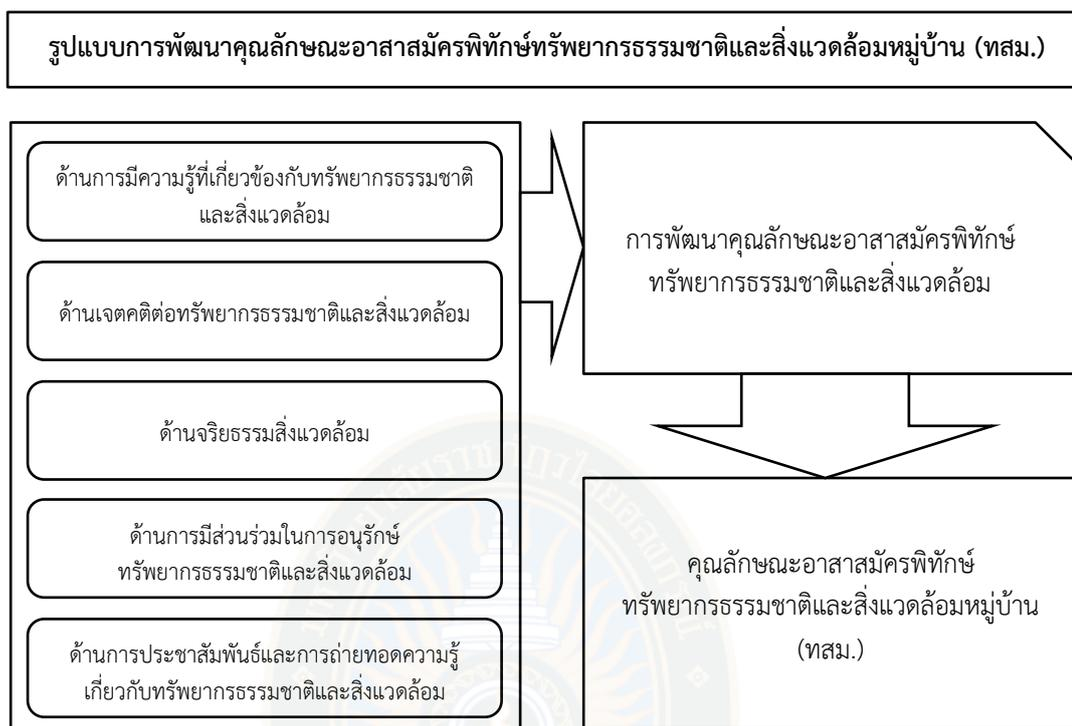 รูปแบบการพัฒนาคุณลักษณะอาสาสมัครพิทักษ์ทรัพยากรธรรมชาติและสิ่งแวดล้อมหมู่บ้าน (ทสม.)
ด้านการมีความรู้ที่เกี่ยวข้องกับทรัพยากรธรรมชาติ
และสิ่งแวดล้อม
ด้านเจตคติต่อทรัพยากรธรรมชาติและสิ่งแวดล้อม
ด้านจริยธรรมสิ่งแวดล้อม
ด้านการมีส่วนร่วมในการอนุรักษ์
ทรัพยากรธรรมชาติและสิ่งแวดล้อม
ด้านการประชาสัมพันธ์และการถ่ายทอดความรู้
เกี่ยวกับทรัพยากรธรรมชาติและสิ่งแวดล้อม
การพัฒนาคุณลักษณะอาสาสมัครพิทักษ์
ทรัพยากรธรรมชาติและสิ่งแวดล้อม
คุณลักษณะอาสาสมัครพิทักษ์
ทรัพยากรธรรมชาติและสิ่งแวดล้อมหมู่บ้าน
(ทสม.)